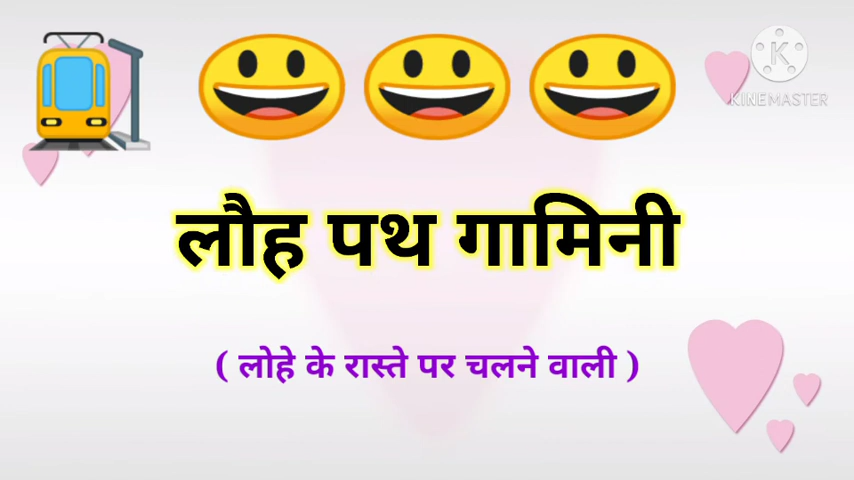 KINEMASTER
लौह पथ गामिनी
( लोहे के रास्ते पर चलने वाली )